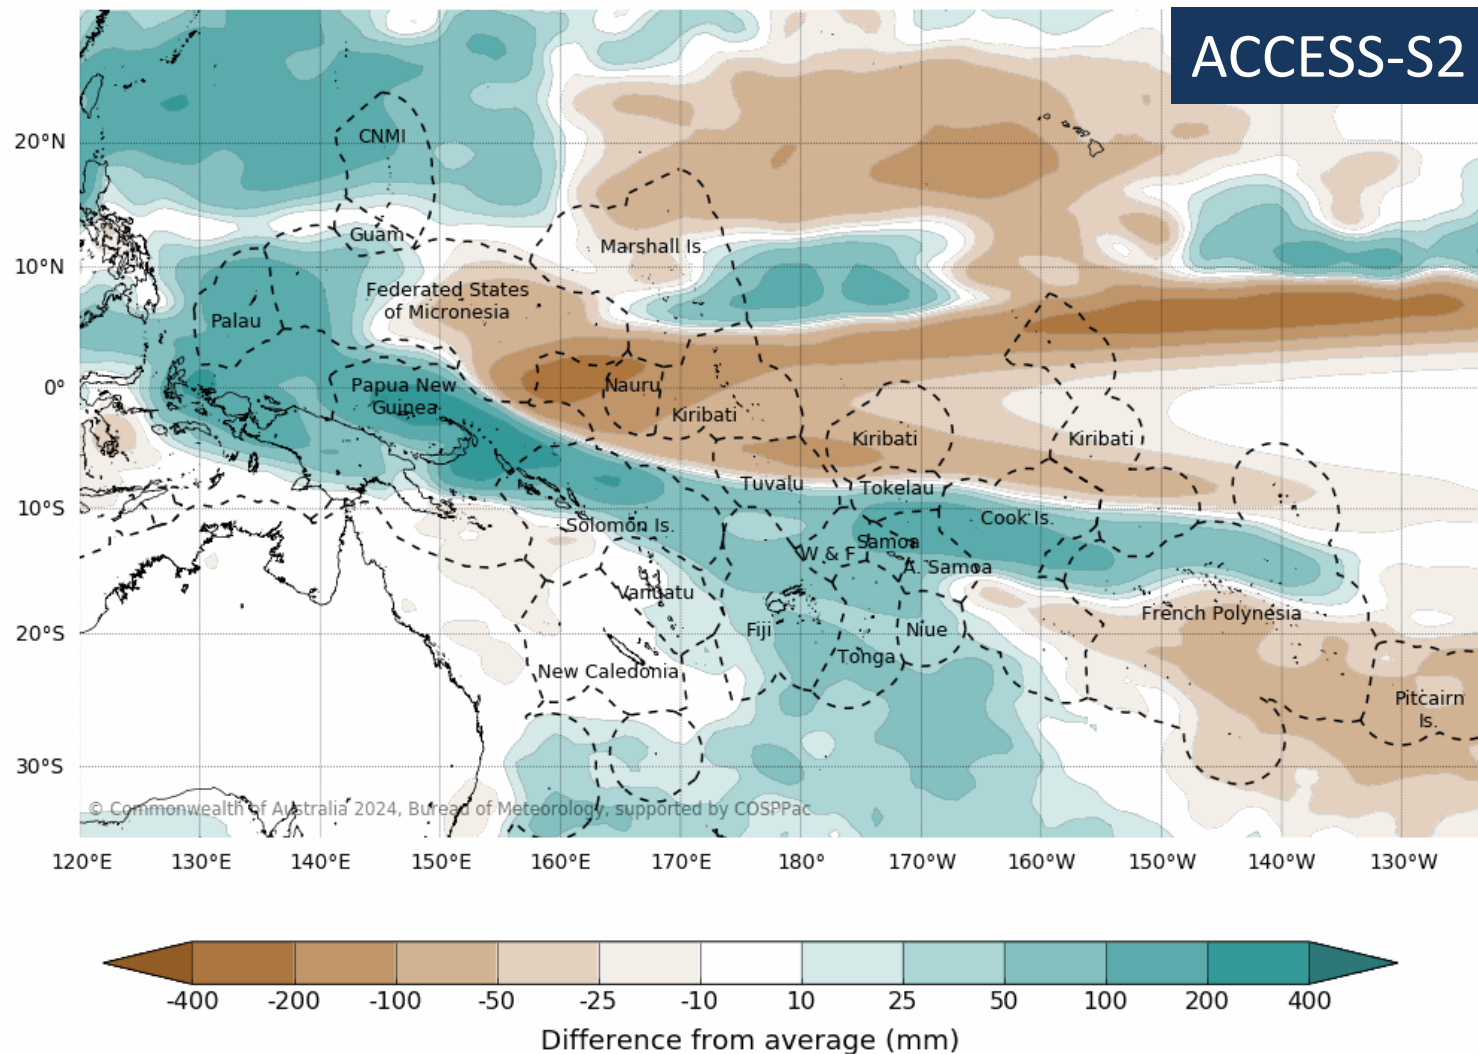 ACCESS-S2
20°N
10°N
0°
10°S
20°S
30°S
CNMI
Guam
Marshall Is.
Federated States
of Micronesia
Palau
Papua New
Guinea
Nauru
Kiribati
Kiribati
Kiribati
Tuvalu
Tokelau
Solomon Is.
Cook Is.
Samoa
W & F
A. Samoa
Vanuatu
French Polynesia
Fiji
Niue
Tonga
New Caledonia
Pitcairn
Is.
© Commonwealth of Australia 2024, Bureau of Meteorology, supported by COSPPac
120°E 130°E 140°E 150°E 160°E 170°E 180° 170°W 160°W 150°W 140°W 130°W
-400 -200 -100 -50 -25 -10 10 25 50 100 200 400
Difference from average (mm)